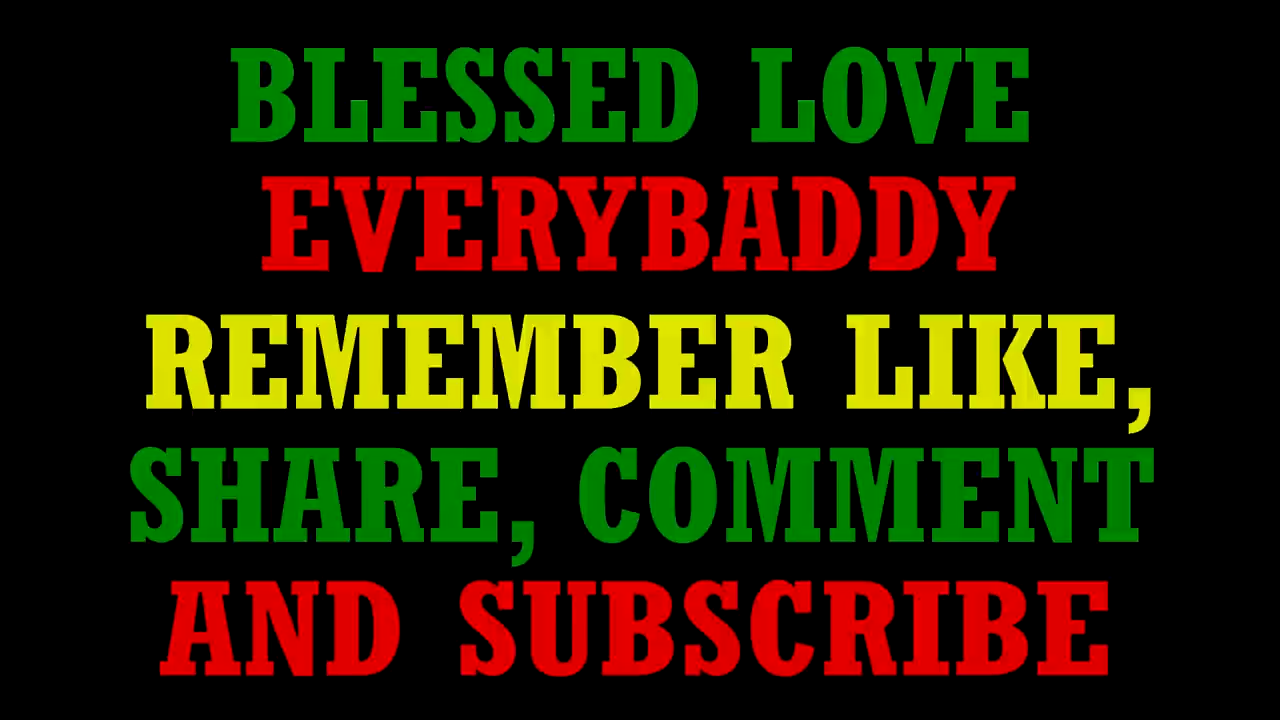 BLESSED LOVE
EVERYBADDY
REMEMBER LIKE,
SHARE, COMMENT
AND SUBSCRIBE